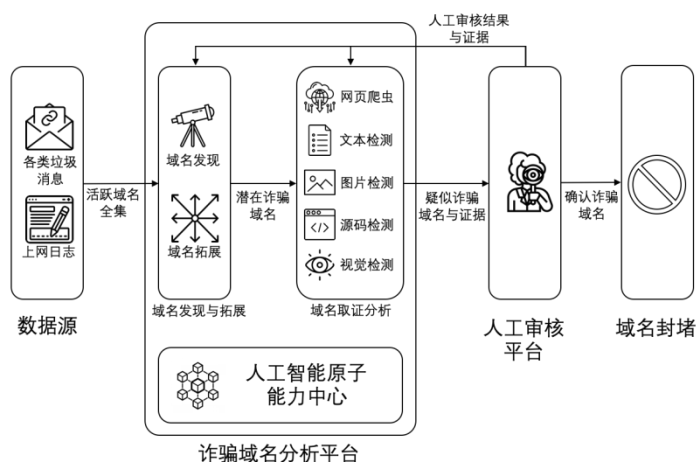 人工审核结果
与证据
各类垃圾
消息
上网日志
数据源
活跃域名
全集
域名发现
域名拓展
域名发现与拓展
潜在诈骗
域名
网页爬虫
文本检测
图片检测
源码检测
视觉检测
域名取证分析
人工智能原子
能力中心
诈骗域名分析平台
疑似诈骗
域名与证据
人工审核
平台
确认诈骗
域名
域名封堵